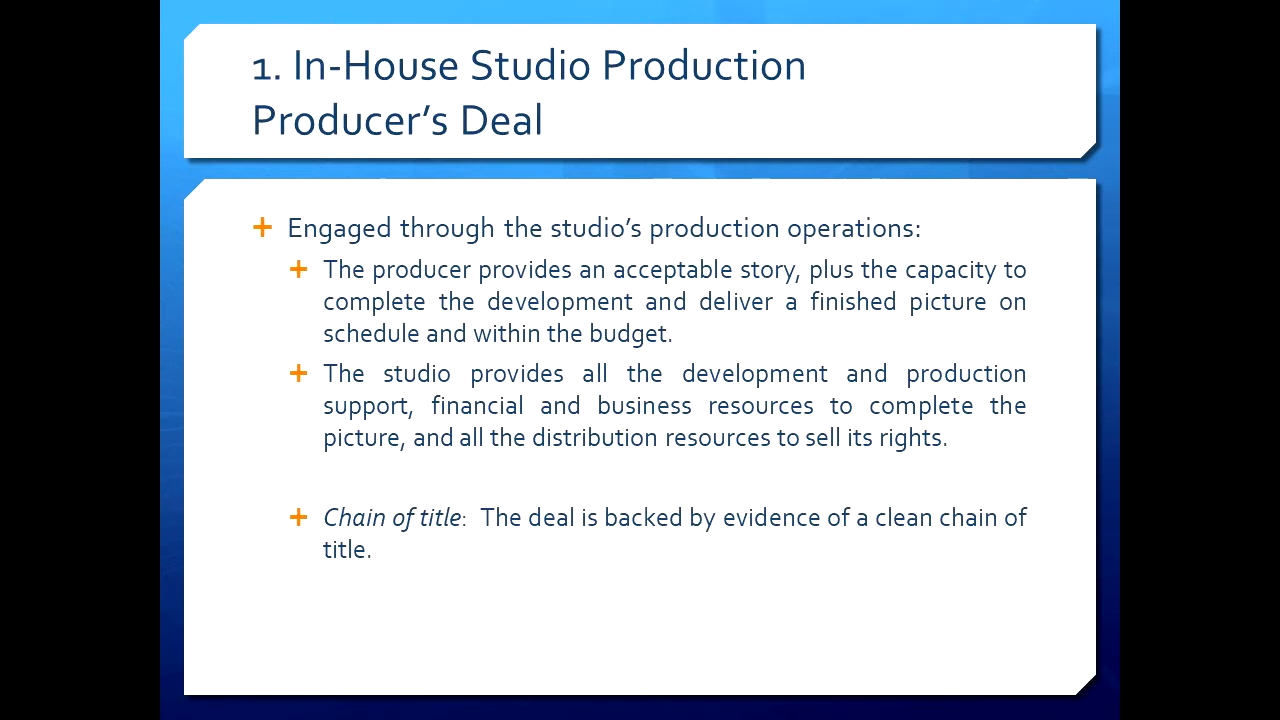 1. In-House Studio Production
Producer’s Deal
Engaged through the studio’s production operations:
The producer provides an acceptable story, plus the capacity to
complete the development and deliver a finished picture on
schedule and within the budget.
The studio provides all the development and production
support, financial and business resources to complete the
picture, and all the distribution resources to sell its rights.
Chain of title: The deal is backed by evidence of a clean chain of
title.